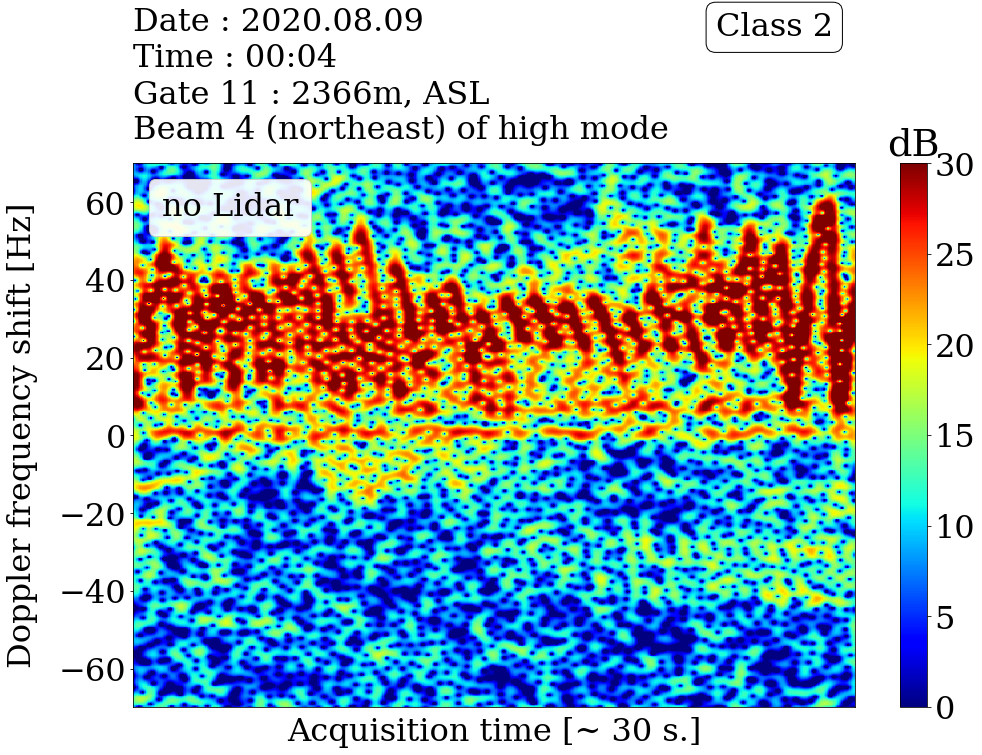 Date : 2020.08.09
Time : 00:04
Gate 11 : 2366m, ASL
Beam 4 (northeast) of high mode
Class 2
dB
no Lidar
Doppler frequency shift [Hz]
60
40
20
0
−20
−40
−60
30
25
20
15
10
5
0
Acquisition time [~ 30 s.]